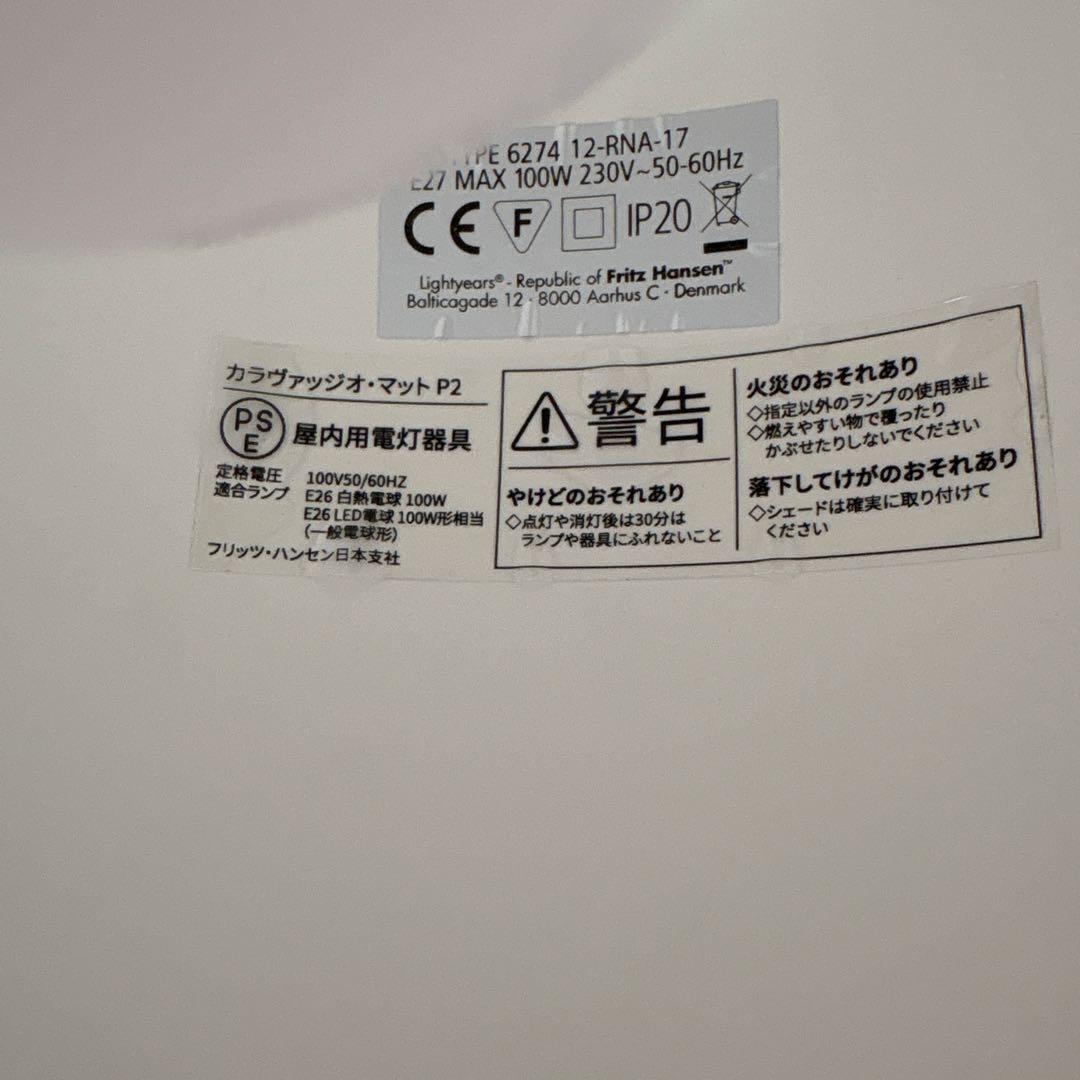 TYPE 6274 12-RNA-17
E27 MAX 100W 230V~50-60Hz
CE F IP20
Lightyears® - Republic of Fritz Hansen™
Balticagade 12 · 8000 Aarhus C · Denmark
カラヴァッジオ・マット P2
PS
E
屋内用電灯器具
定格電圧 100V50/60HZ
適合ランプ E26 白熱電球 100W
E26 LED電球 100W形相当
(一般電球形)
フリッツ・ハンセン日本支社
警告
やけどのおそれあり
◇点灯や消灯後は30分は
ランプや器具にふれないこと
火災のおそれあり
◇指定以外のランプの使用禁止
◇燃えやすい物で覆ったり
かぶせたりしないでください
落下してけがのおそれあり
◇シェードは確実に取り付けて
ください